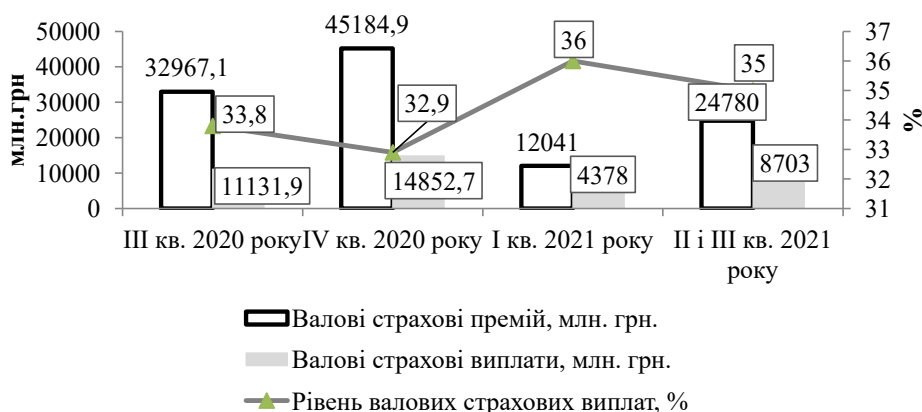 50000
40000
30000
20000
10000
0
млн.грн
37
36
35
34
33
32
31
%
32967,1
45184,9
12041
24780
33,8
32,9
36
35
11131,9
14852,7
4378
8703
III кв. 2020 року
IV кв. 2020 року
I кв. 2021 року
II і III кв. 2021
року
Валові страхові премій, млн. грн.
Валові страхові виплати, млн. грн.
Рівень валових страхових виплат, %